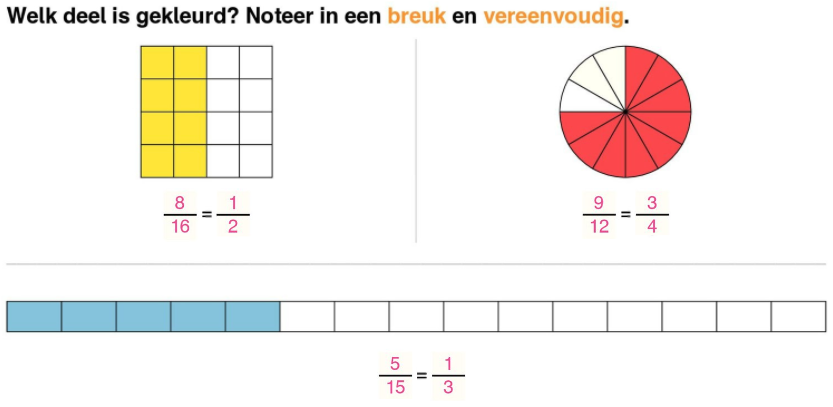 Welk deel is gekleurd? Noteer in een breuk en vereenvoudig.
8/16 = 1/2
9/12 = 3/4
5/15 = 1/3